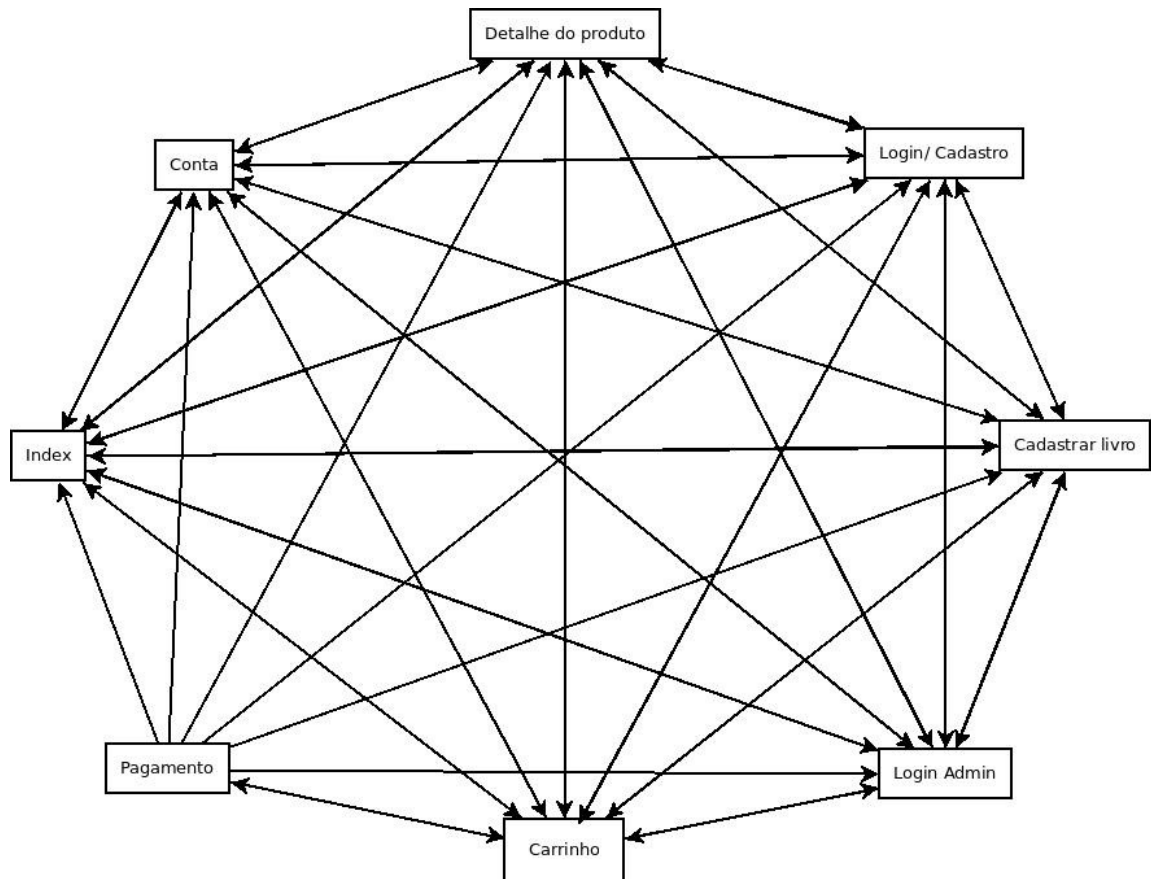 Detalhe do produto
Login/ Cadastro
Conta
Cadastrar livro
Index
Pagamento
Login Admin
Carrinho